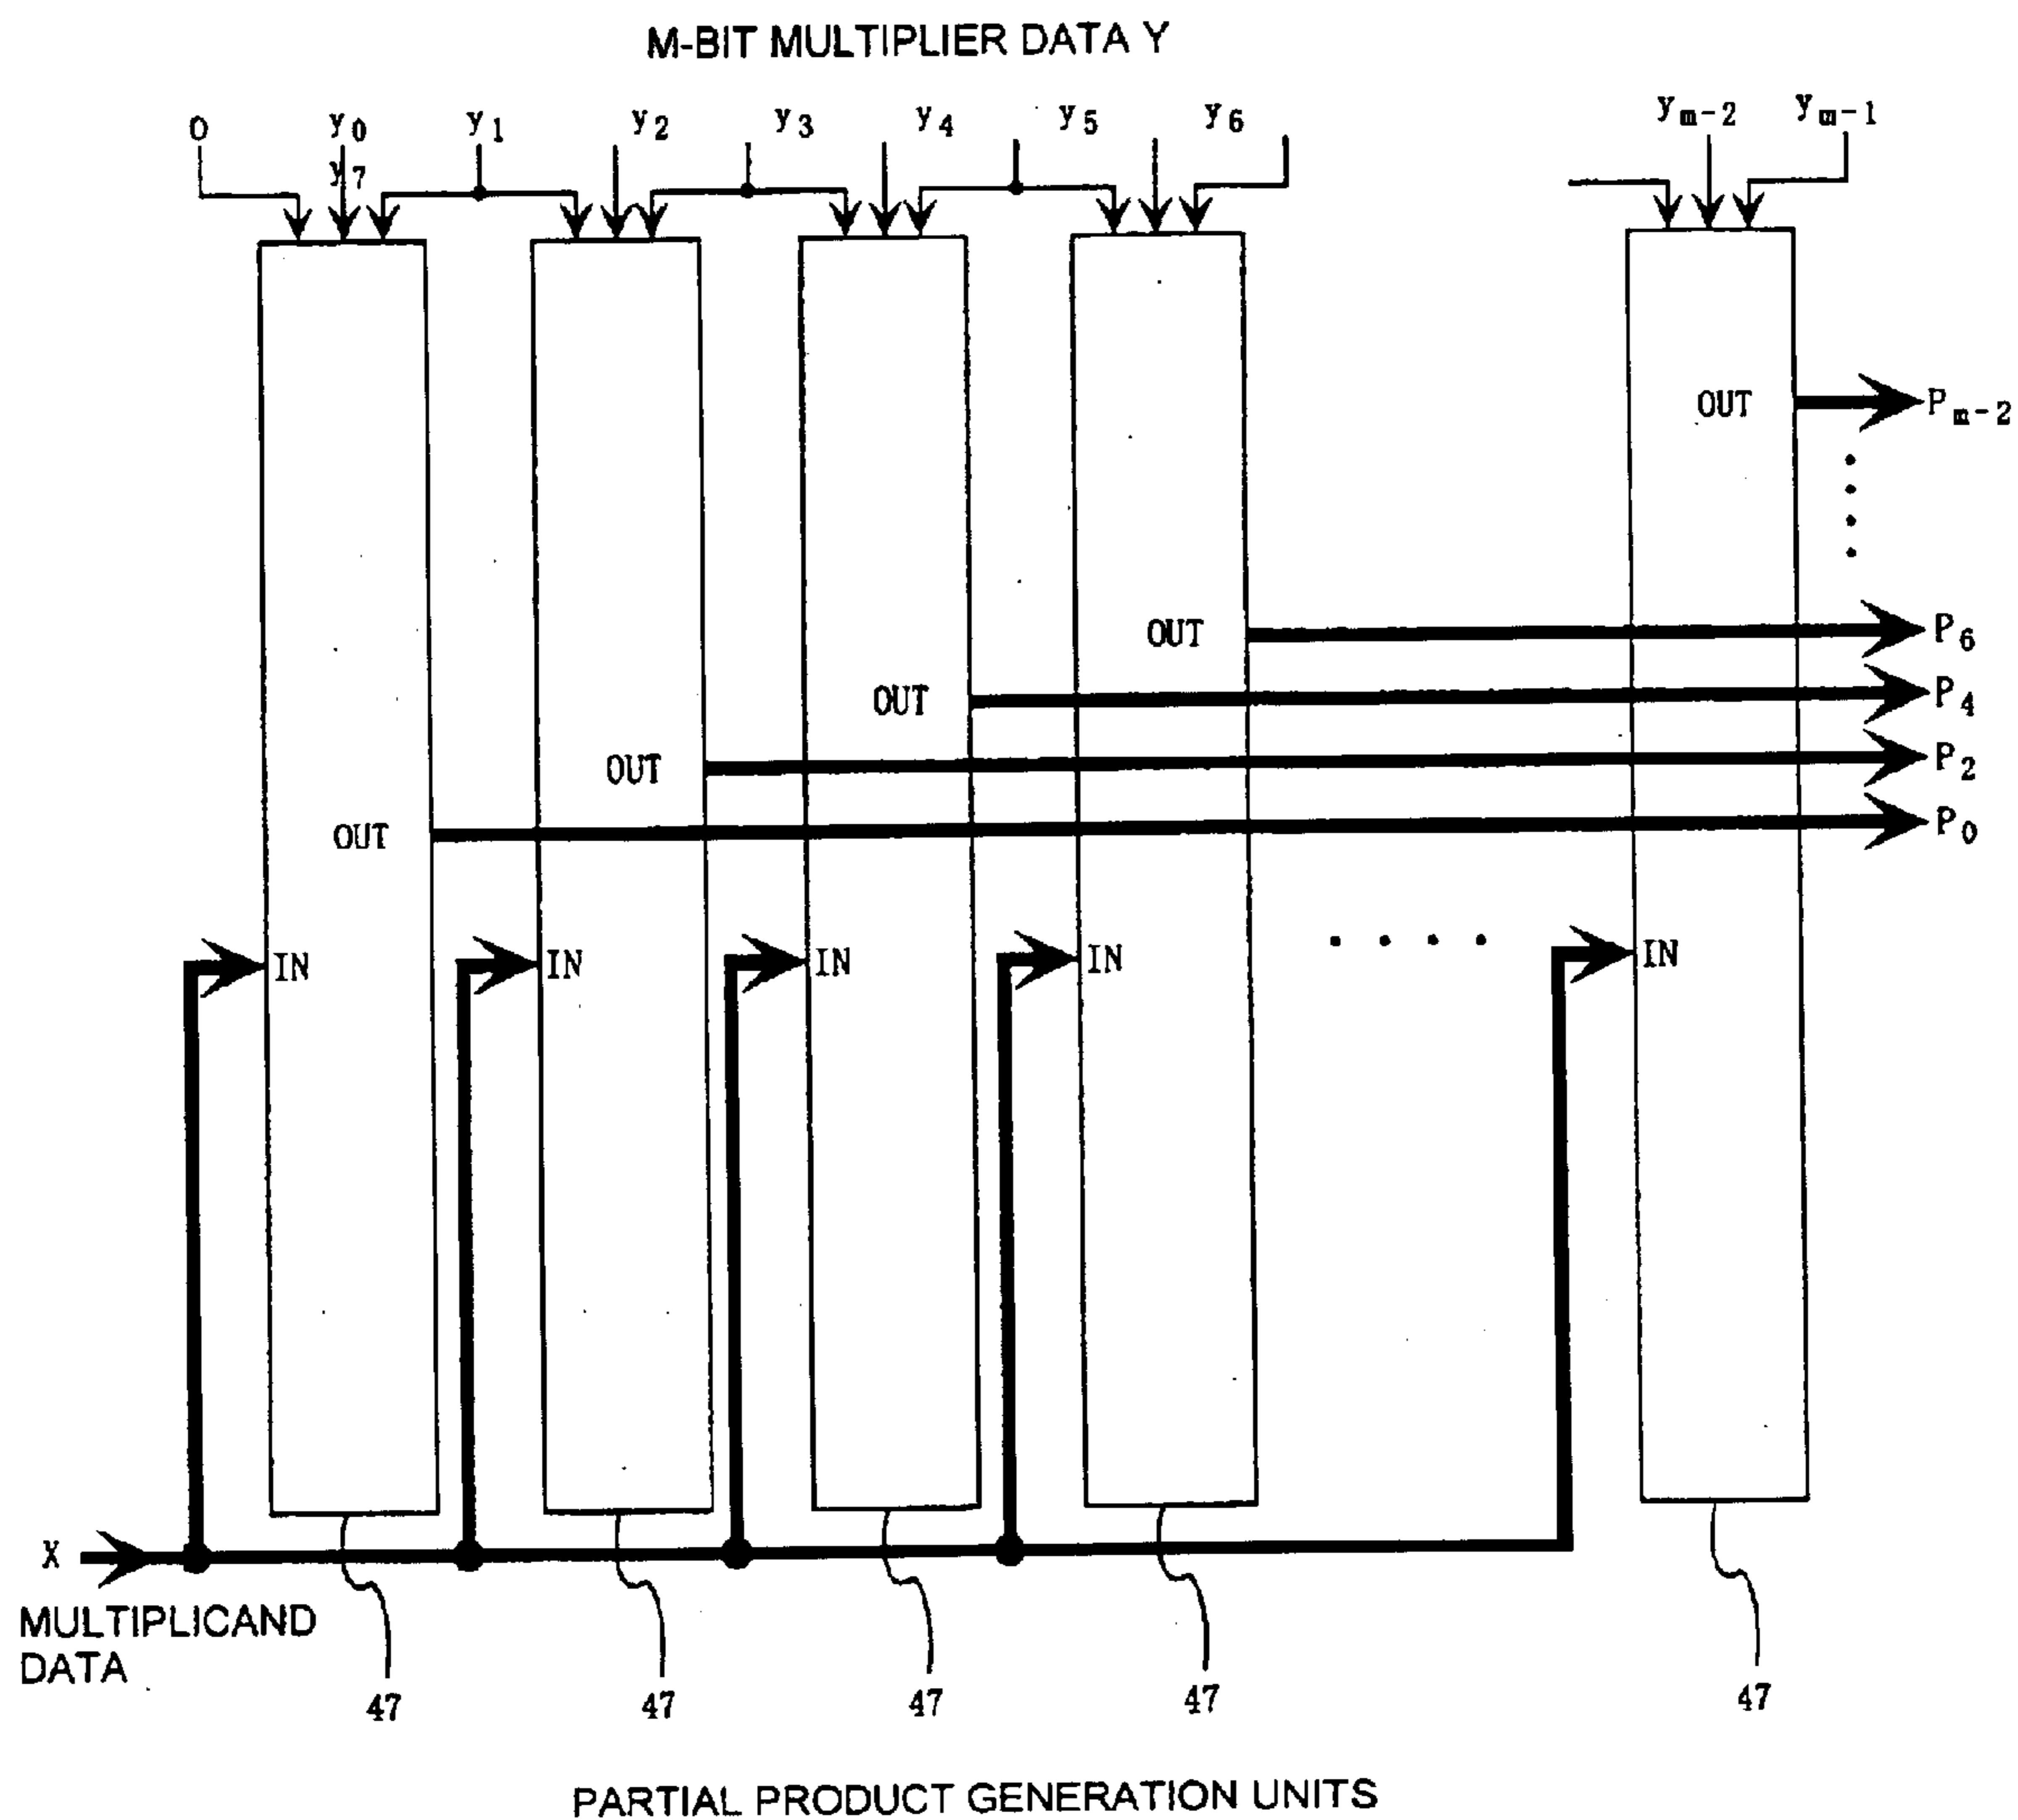 M-BIT MULTIPLIER DATA Y
0 y0 y1 y2 y3 y4 y5 y6 ym-2 ym-1
y7
OUT Pm-2
OUT P6
OUT P4
OUT P2
OUT P0
IN IN IN IN IN
X
MULTIPLICAND
DATA
47 47 47 47 47
PARTIAL PRODUCT GENERATION UNITS